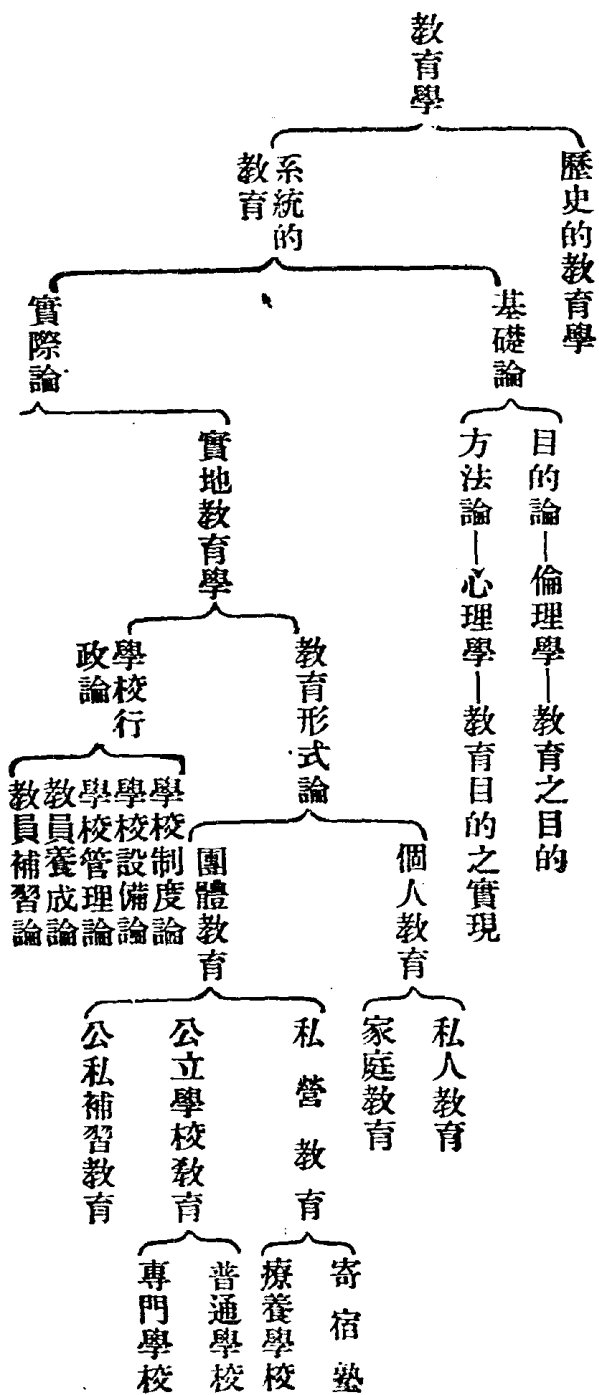 教育學
歷史的教育學
系統的
教育
基礎論
目的論—倫理學—教育之目的
方法論—心理學—教育目的之實現
實際論
實地教育學
教育形式論
個人教育
私人教育
家庭教育
團體教育
私營教育
寄宿塾
療養學校
公立學校教育
普通學校
專門學校
公私補習教育
學校行
政論
學校制度論
學校設備論
學校管理論
教員養成論
教員補習論